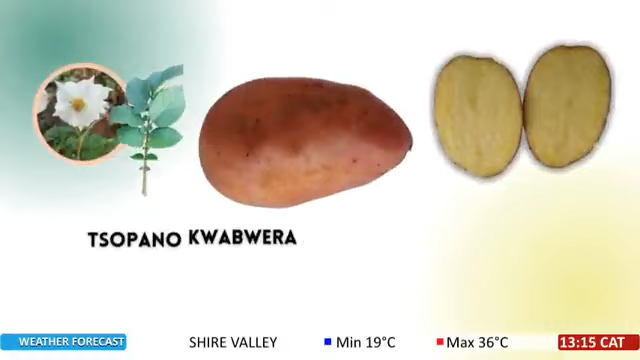 TSOPANO KWABWERA
WEATHER FORECAST SHIRE VALLEY Min 19°C Max 36°C 13:15 CAT